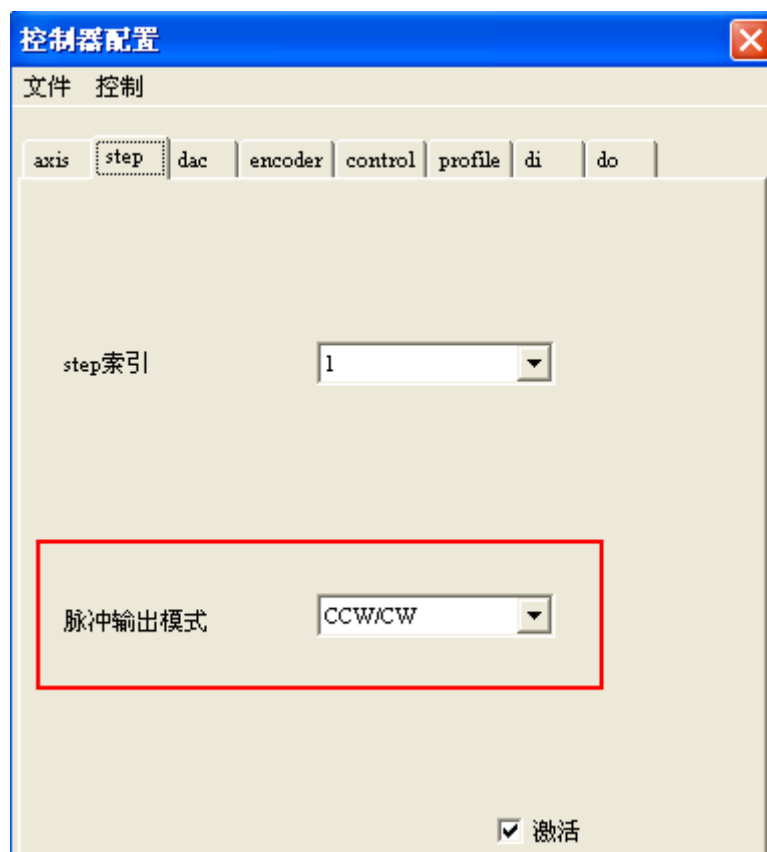 控制器配置
文件 控制
axis step dac encoder control profile di do
step索引 1
脉冲输出模式 CCW/CW
激活